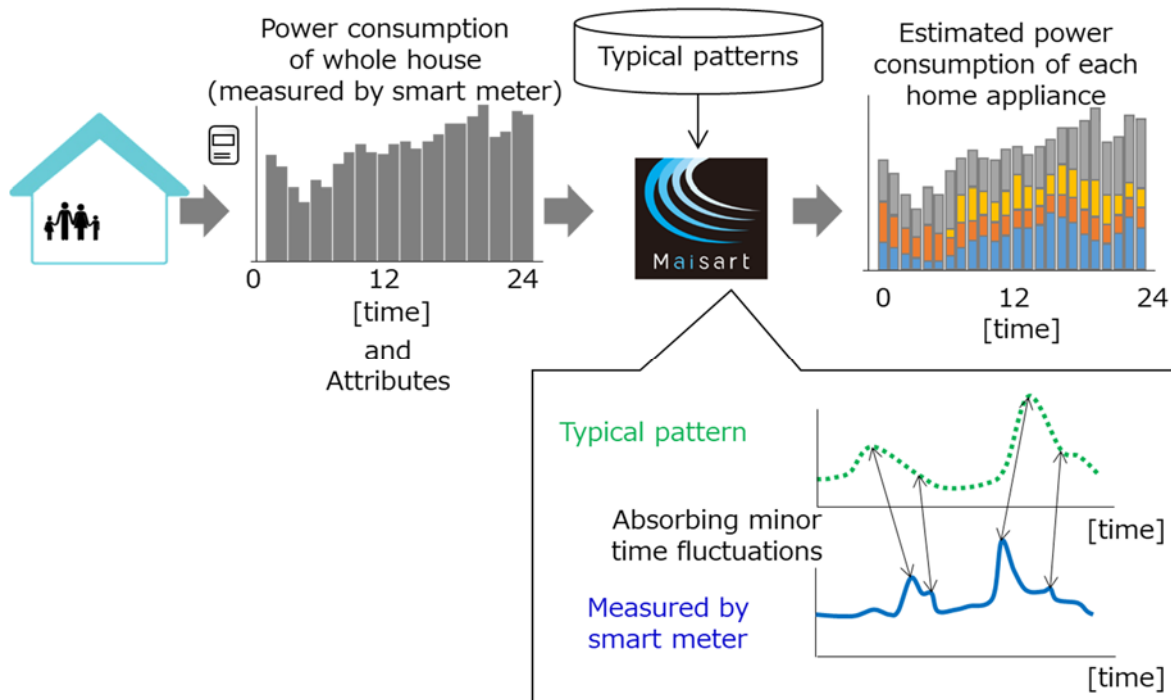 Power consumption
of whole house
(measured by smart meter)
0
12
24
[time]
and
Attributes
Typical patterns
Maisart
Estimated power
consumption of each
home appliance
0
12
24
[time]
Typical pattern
[time]
Absorbing minor
time fluctuations
Measured by
smart meter
[time]